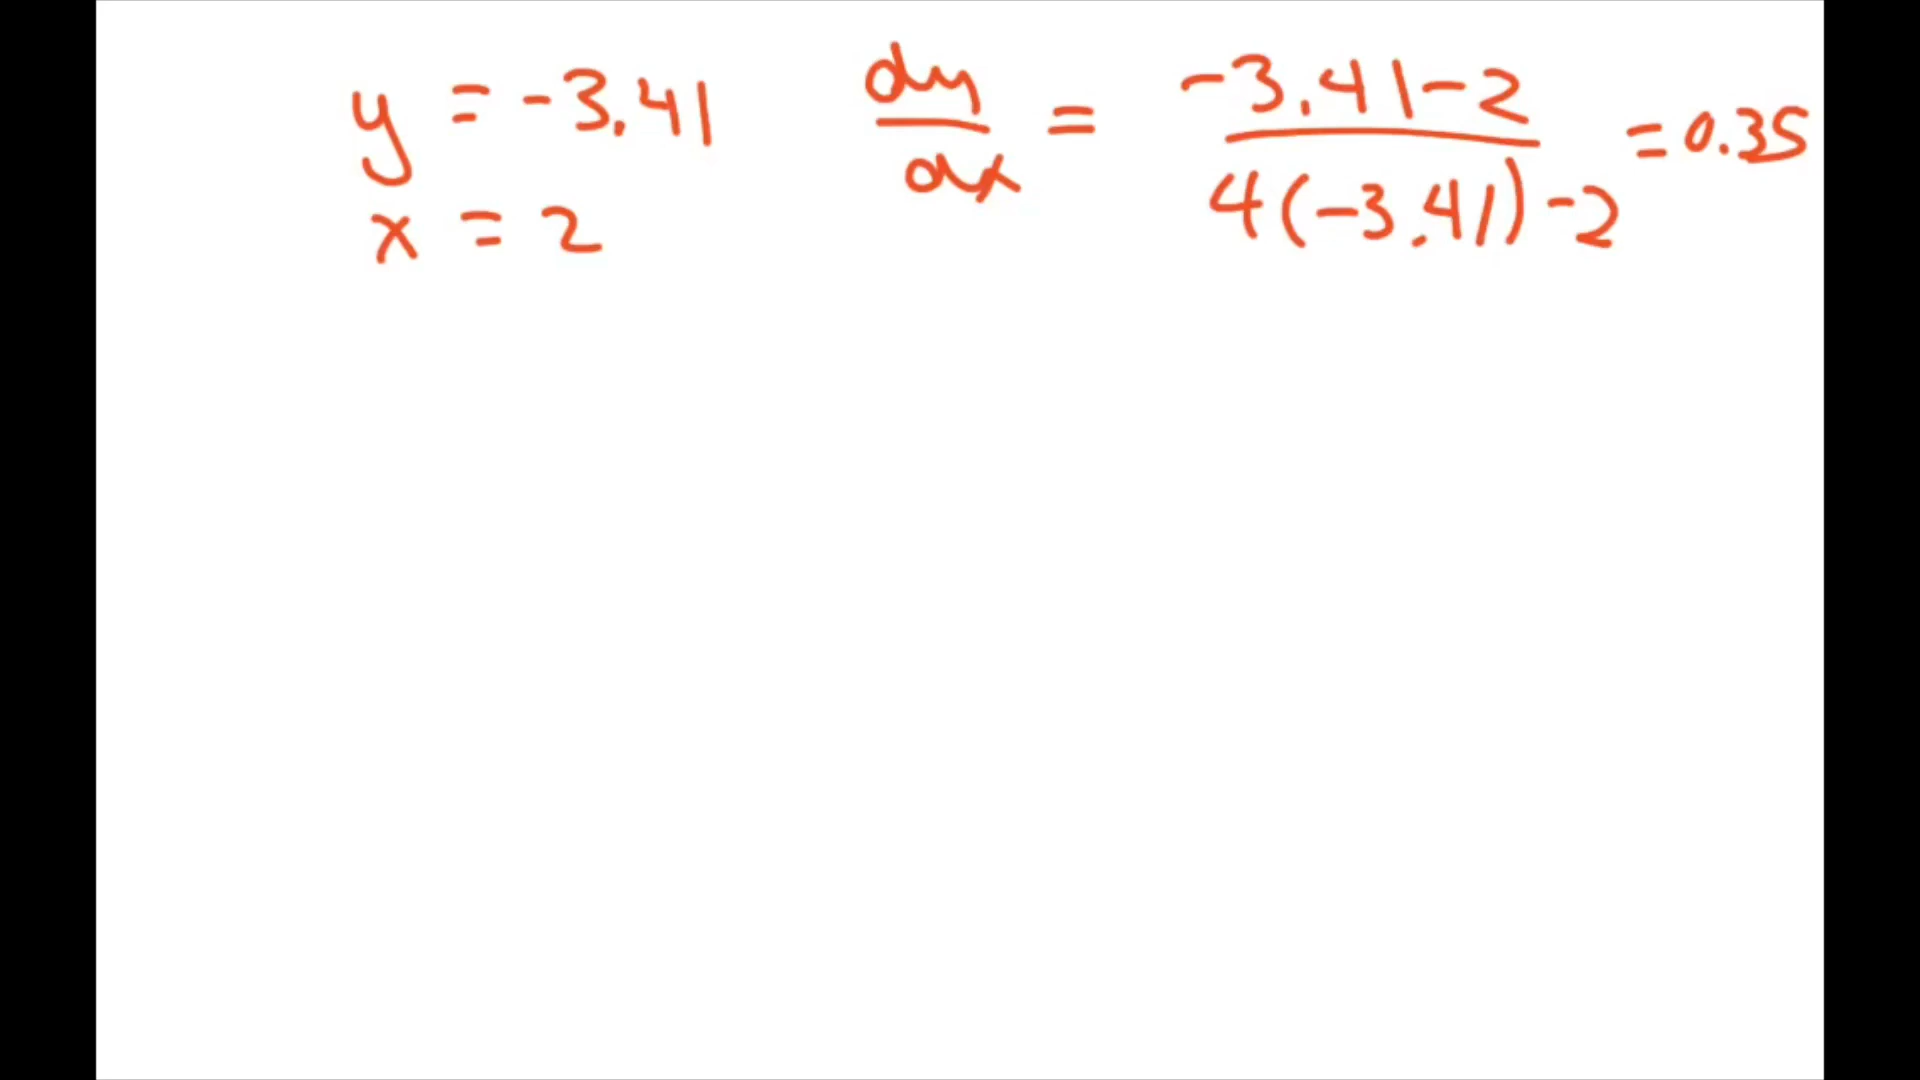 y = -3.41 dy/dx = -3.41-2 / 4(-3.41)-2 = 0.35
x = 2